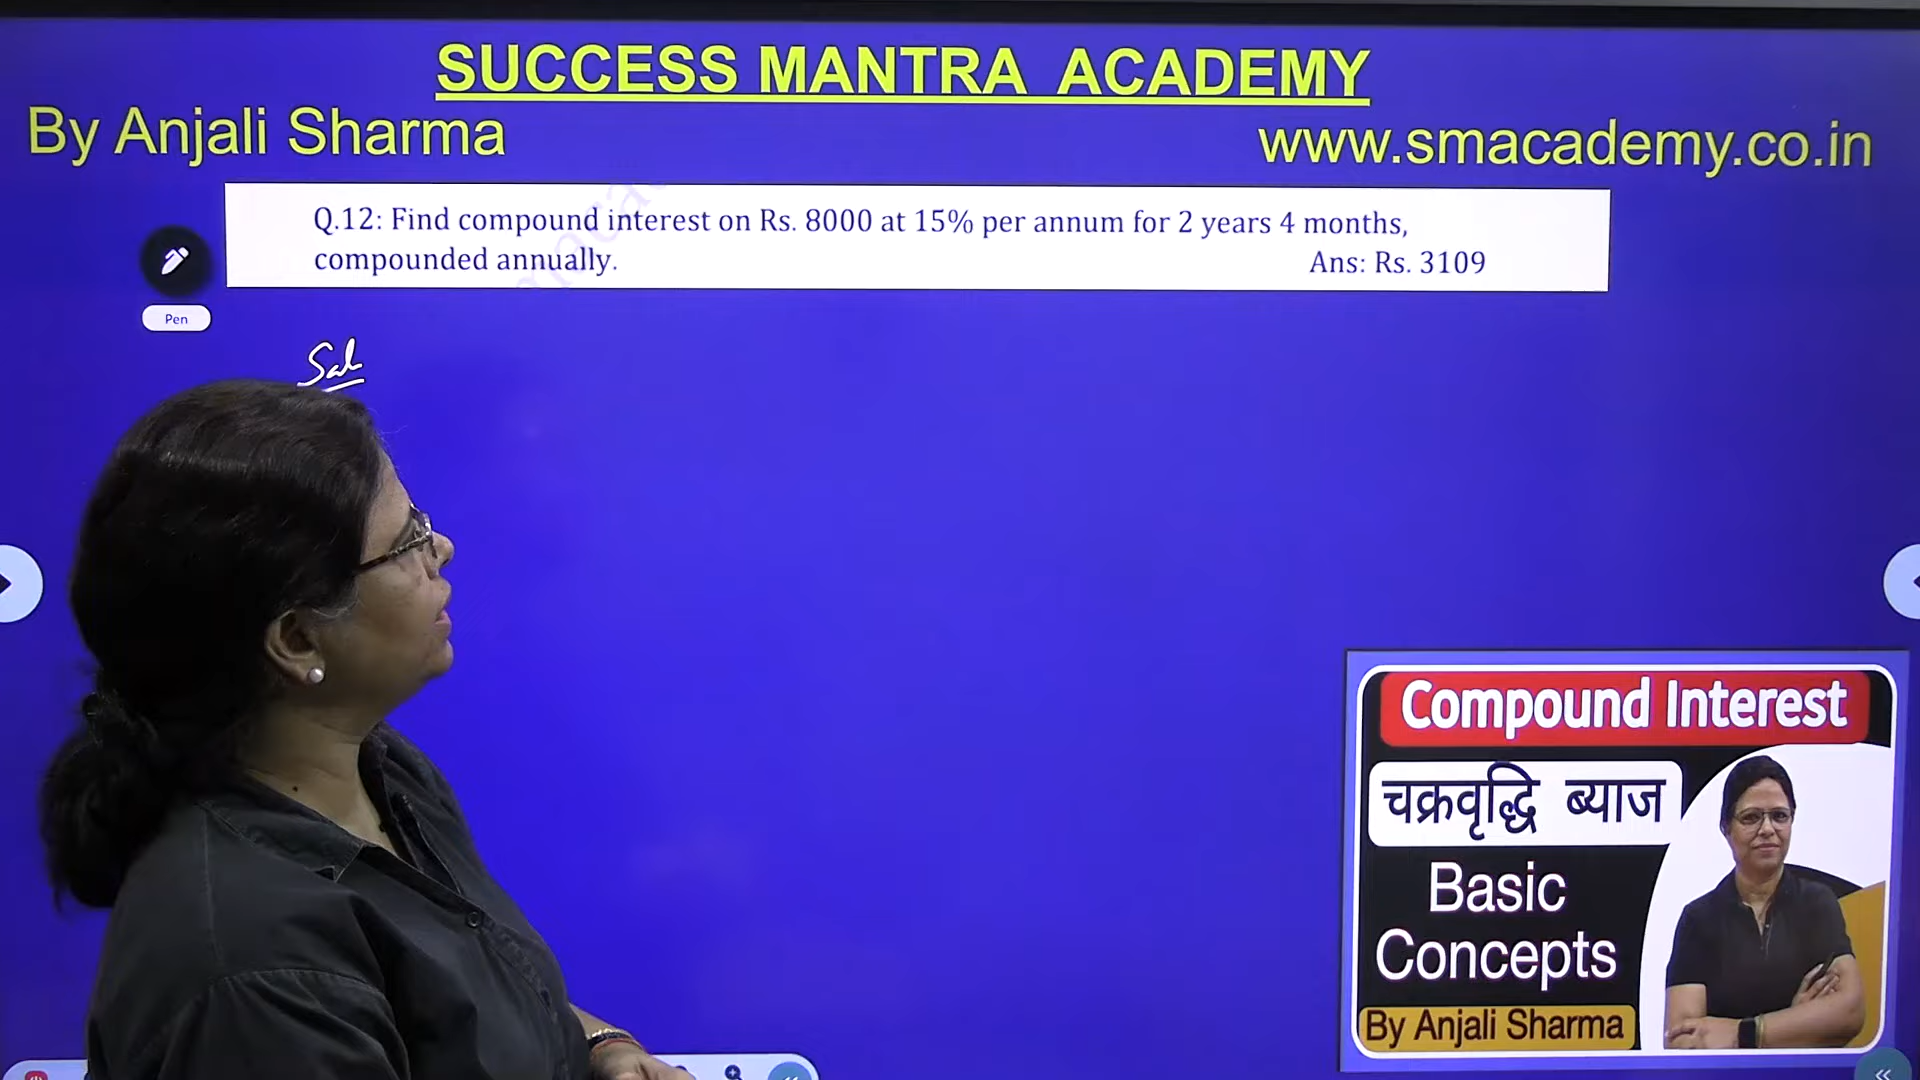 SUCCESS MANTRA ACADEMY
By Anjali Sharma
www.smacademy.co.in
Q.12: Find compound interest on Rs. 8000 at 15% per annum for 2 years 4 months,
compounded annually. Ans: Rs. 3109
Pen
Sol
Compound Interest
चक्रवृद्धि ब्याज
Basic
Concepts
By Anjali Sharma